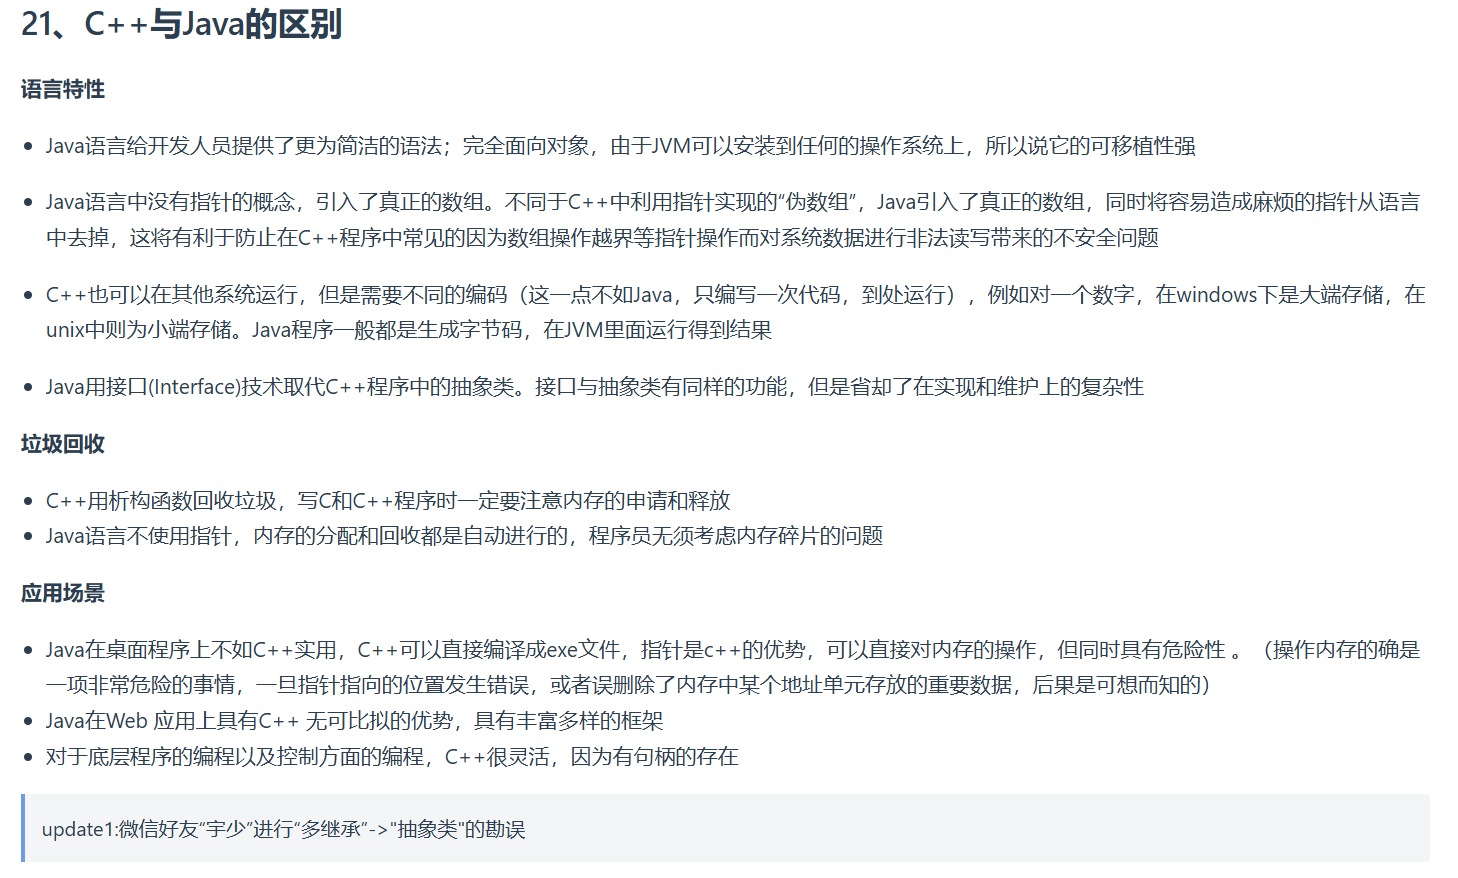 21、C++与Java的区别
语言特性
Java语言给开发人员提供了更为简洁的语法；完全面向对象，由于JVM可以安装到任何的操作系统上，所以说它的可移植性强
Java语言中没有指针的概念，引入了真正的数组。不同于C++中利用指针实现的“伪数组”，Java引入了真正的数组，同时将容易造成麻烦的指针从语言
中去掉，这将有利于防止在C++程序中常见的因为数组操作越界等指针操作而对系统数据进行非法读写带来的不安全问题
C++也可以在其他系统运行，但是需要不同的编码（这一点不如Java，只编写一次代码，到处运行），例如对一个数字，在windows下是大端存储，在
unix中则为小端存储。Java程序一般都是生成字节码，在JVM里面运行得到结果
Java用接口(Interface)技术取代C++程序中的抽象类。接口与抽象类有同样的功能，但是省却了在实现和维护上的复杂性
垃圾回收
C++用析构函数回收垃圾，写C和C++程序时一定要注意内存的申请和释放
Java语言不使用指针，内存的分配和回收都是自动进行的，程序员无须考虑内存碎片的问题
应用场景
Java在桌面程序上不如C++实用，C++可以直接编译成exe文件，指针是c++的优势，可以直接对内存的操作，但同时具有危险性 。（操作内存的确是
一项非常危险的事情，一旦指针指向的位置发生错误，或者误删除了内存中某个地址单元存放的重要数据，后果是可想而知的）
Java在Web 应用上具有C++ 无可比拟的优势，具有丰富多样的框架
对于底层程序的编程以及控制方面的编程，C++很灵活，因为有句柄的存在
update1:微信好友“宇少”进行“多继承”->"抽象类"的勘误